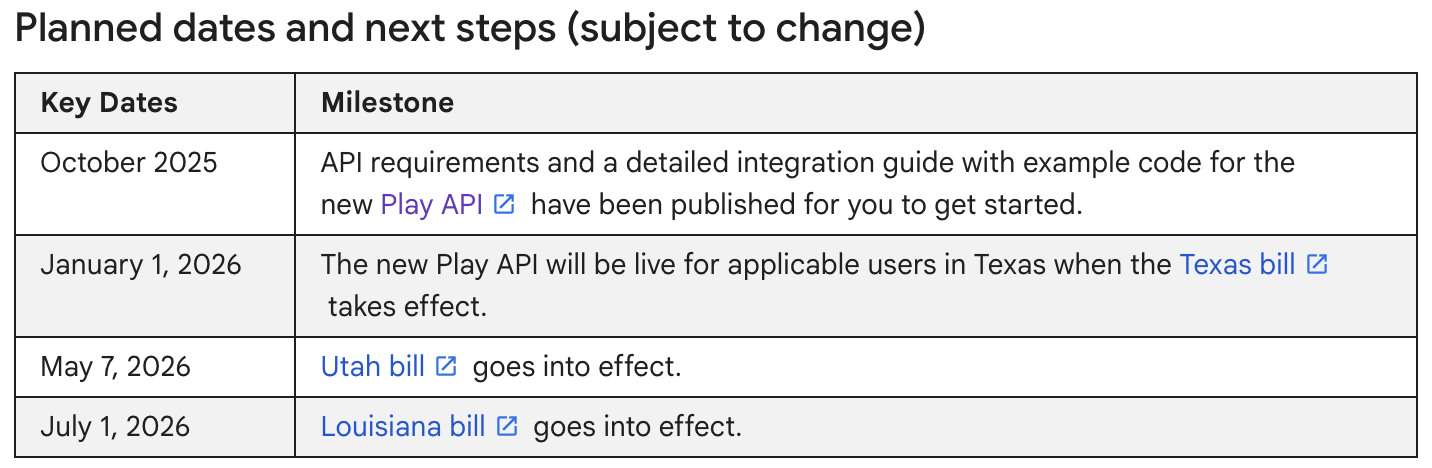 Planned dates and next steps (subject to change)
Key Dates
Milestone
October 2025
API requirements and a detailed integration guide with example code for the
new Play API have been published for you to get started.
January 1, 2026
The new Play API will be live for applicable users in Texas when the Texas bill
takes effect.
May 7, 2026
Utah bill goes into effect.
July 1, 2026
Louisiana bill goes into effect.